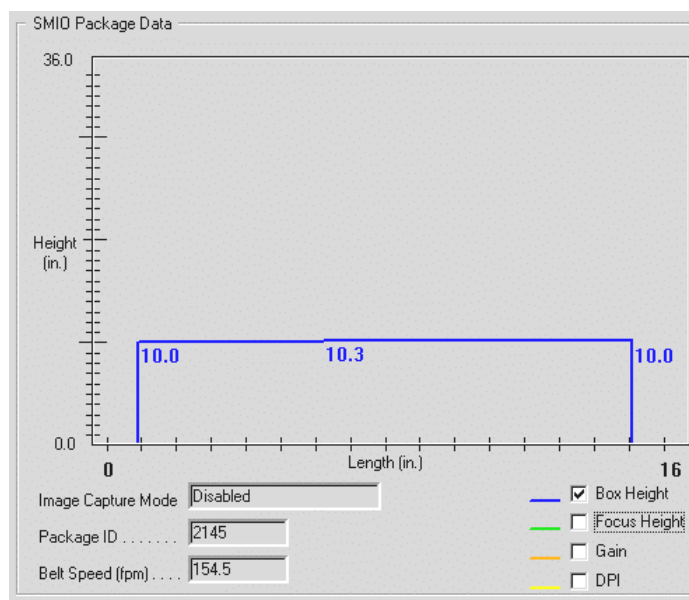 SMIO Package Data
36.0
Height
(in.)
10.0 10.3 10.0
0.0
0 Length (in.) 16
Image Capture Mode Disabled
Package ID . . . . . . . 2145
Belt Speed (fpm) . . . . 154.5
Box Height
Focus Height
Gain
DPI